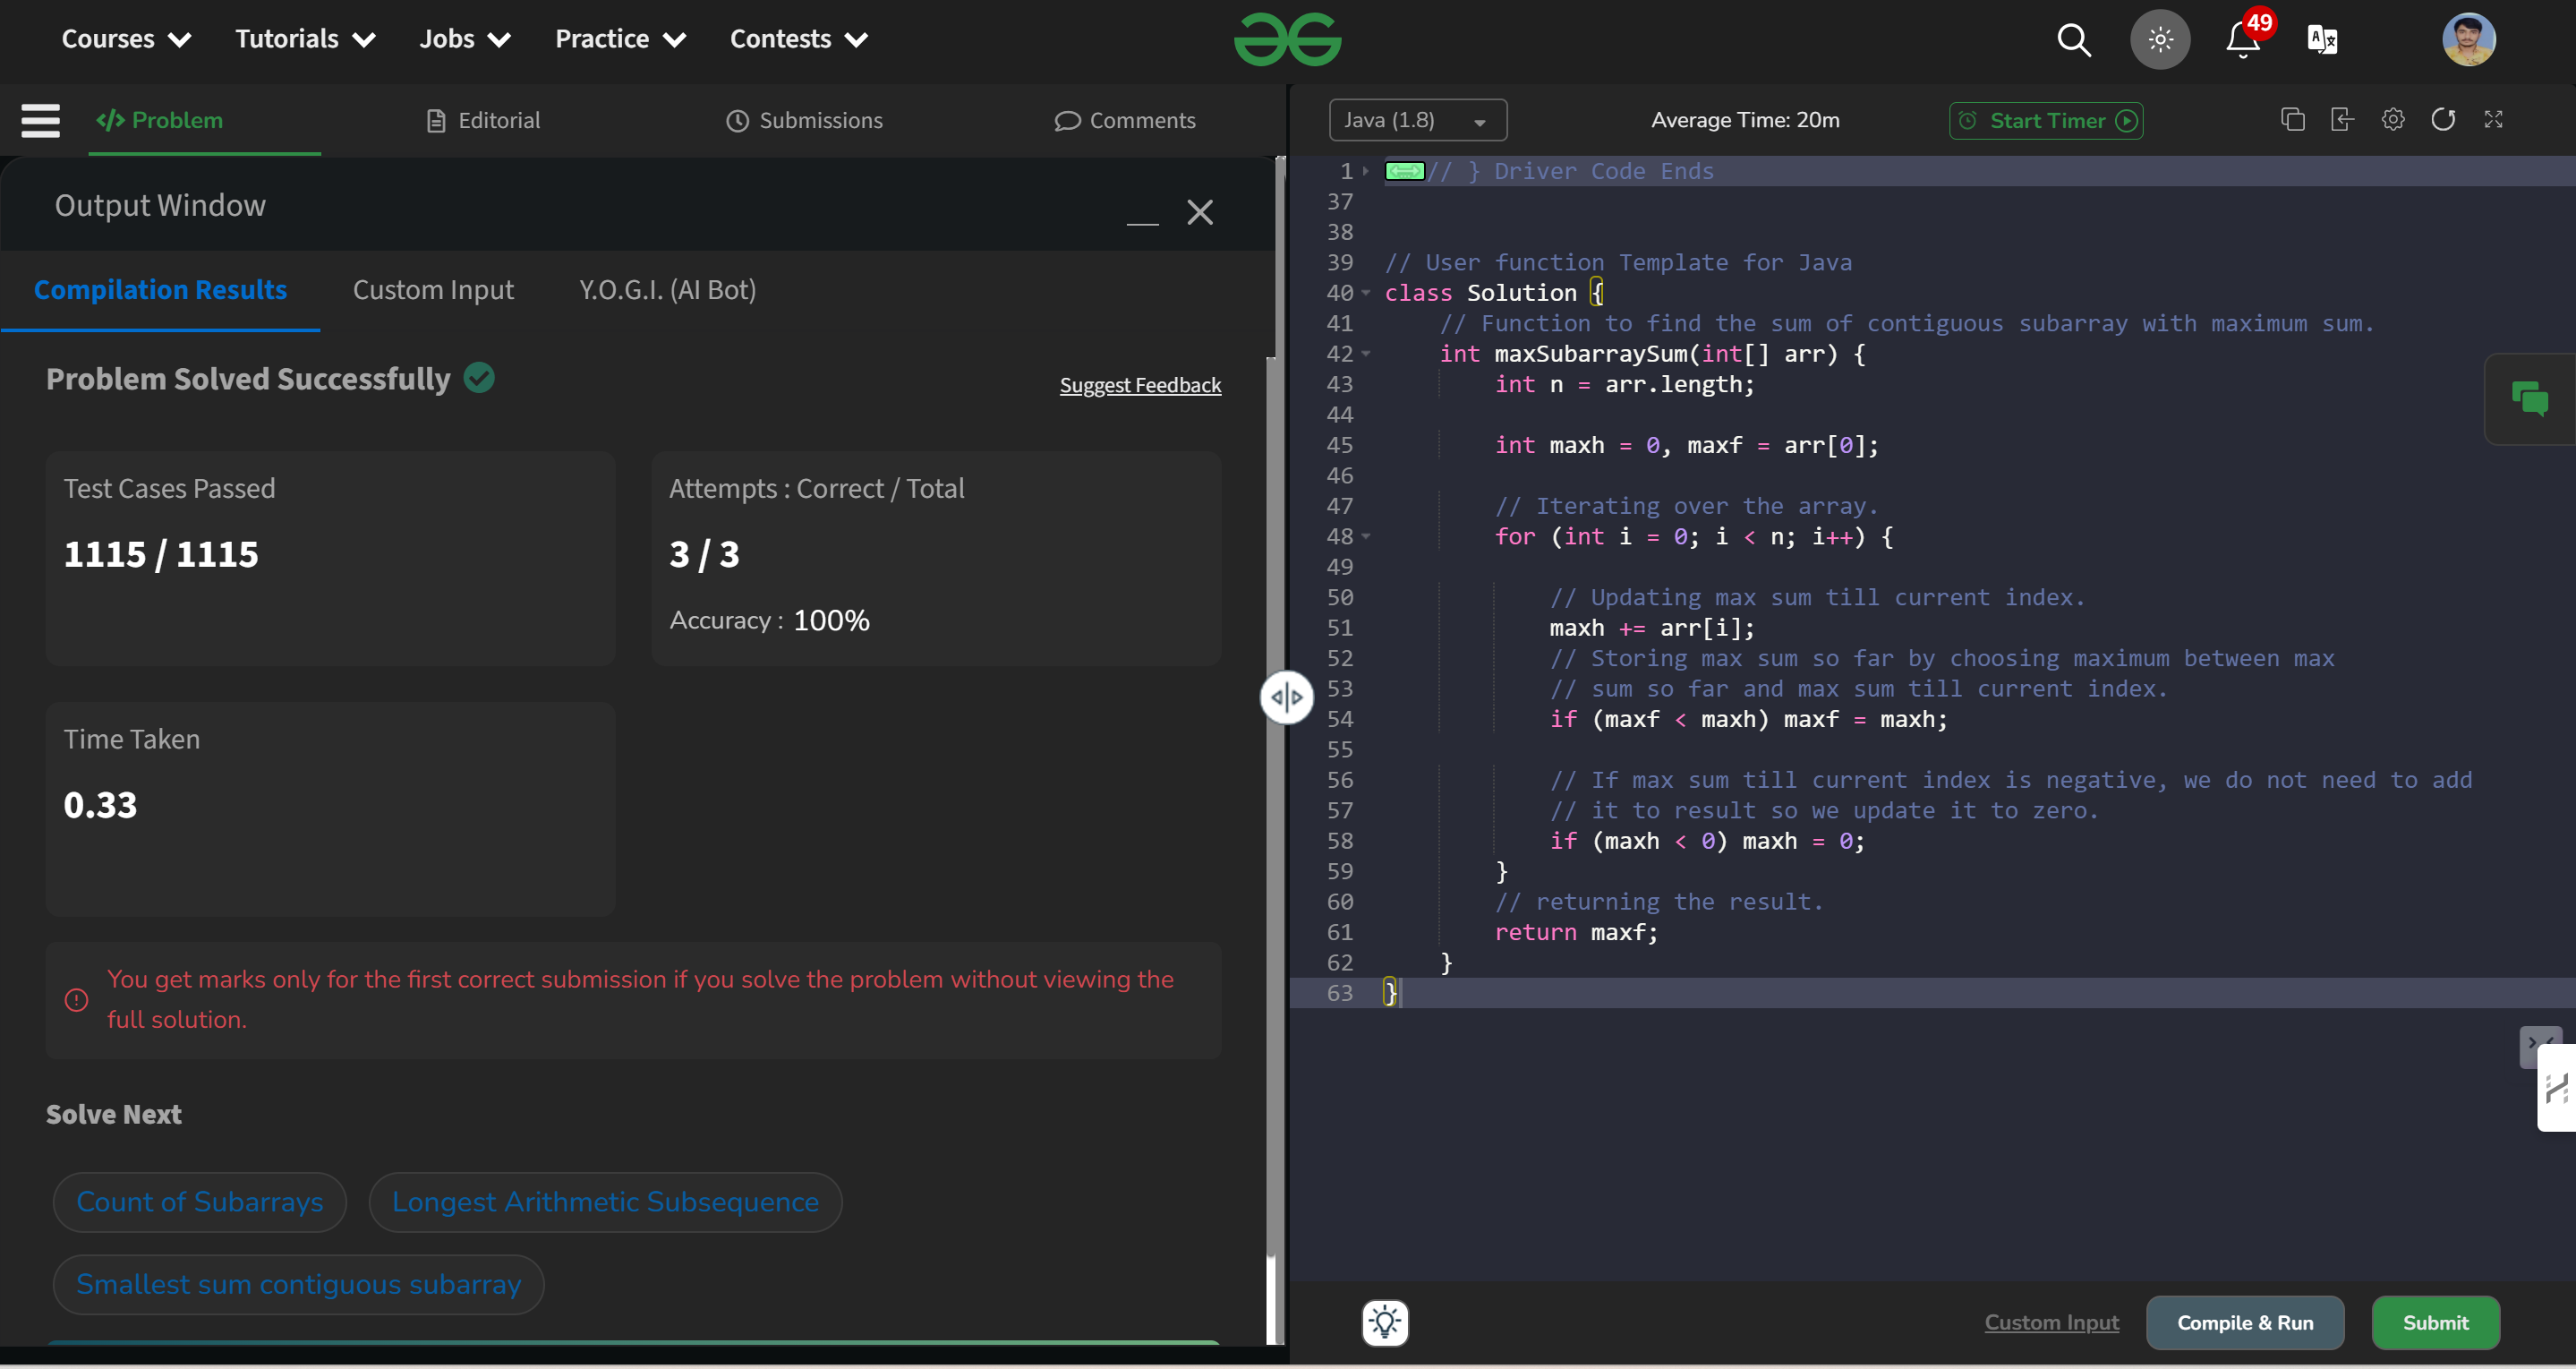 Courses Tutorials Jobs Practice Contests
49
Problem Editorial Submissions Comments
Output Window
Compilation Results Custom Input Y.O.G.I. (AI Bot)
Problem Solved Successfully
Suggest Feedback
Test Cases Passed
1115 / 1115
Attempts : Correct / Total
3 / 3
Accuracy : 100%
Time Taken
0.33
You get marks only for the first correct submission if you solve the problem without viewing the
full solution.
Solve Next
Count of Subarrays Longest Arithmetic Subsequence
Smallest sum contiguous subarray
Java (1.8) Average Time: 20m Start Timer
1 // } Driver Code Ends
37
38
39 // User function Template for Java
40 class Solution {
41 // Function to find the sum of contiguous subarray with maximum sum.
42 int maxSubarraySum(int[] arr) {
43 int n = arr.length;
44
45 int maxh = 0, maxf = arr[0];
46
47 // Iterating over the array.
48 for (int i = 0; i < n; i++) {
49
50 // Updating max sum till current index.
51 maxh += arr[i];
52 // Storing max sum so far by choosing maximum between max
53 // sum so far and max sum till current index.
54 if (maxf < maxh) maxf = maxh;
55
56 // If max sum till current index is negative, we do not need to add
57 // it to result so we update it to zero.
58 if (maxh < 0) maxh = 0;
59 }
60 // returning the result.
61 return maxf;
62 }
63 }
Custom Input Compile & Run Submit